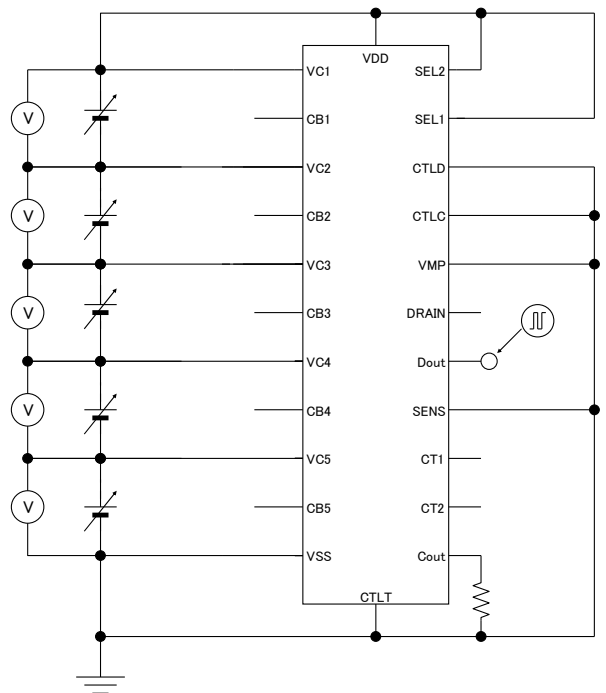 VDD
VC1
SEL2
V
CB1
SEL1
VC2
CTLD
V
CB2
CTLC
VC3
VMP
V
CB3
DRAIN
VC4
Dout
V
CB4
SENS
VC5
CT1
V
CB5
CT2
VSS
Cout
CTLT